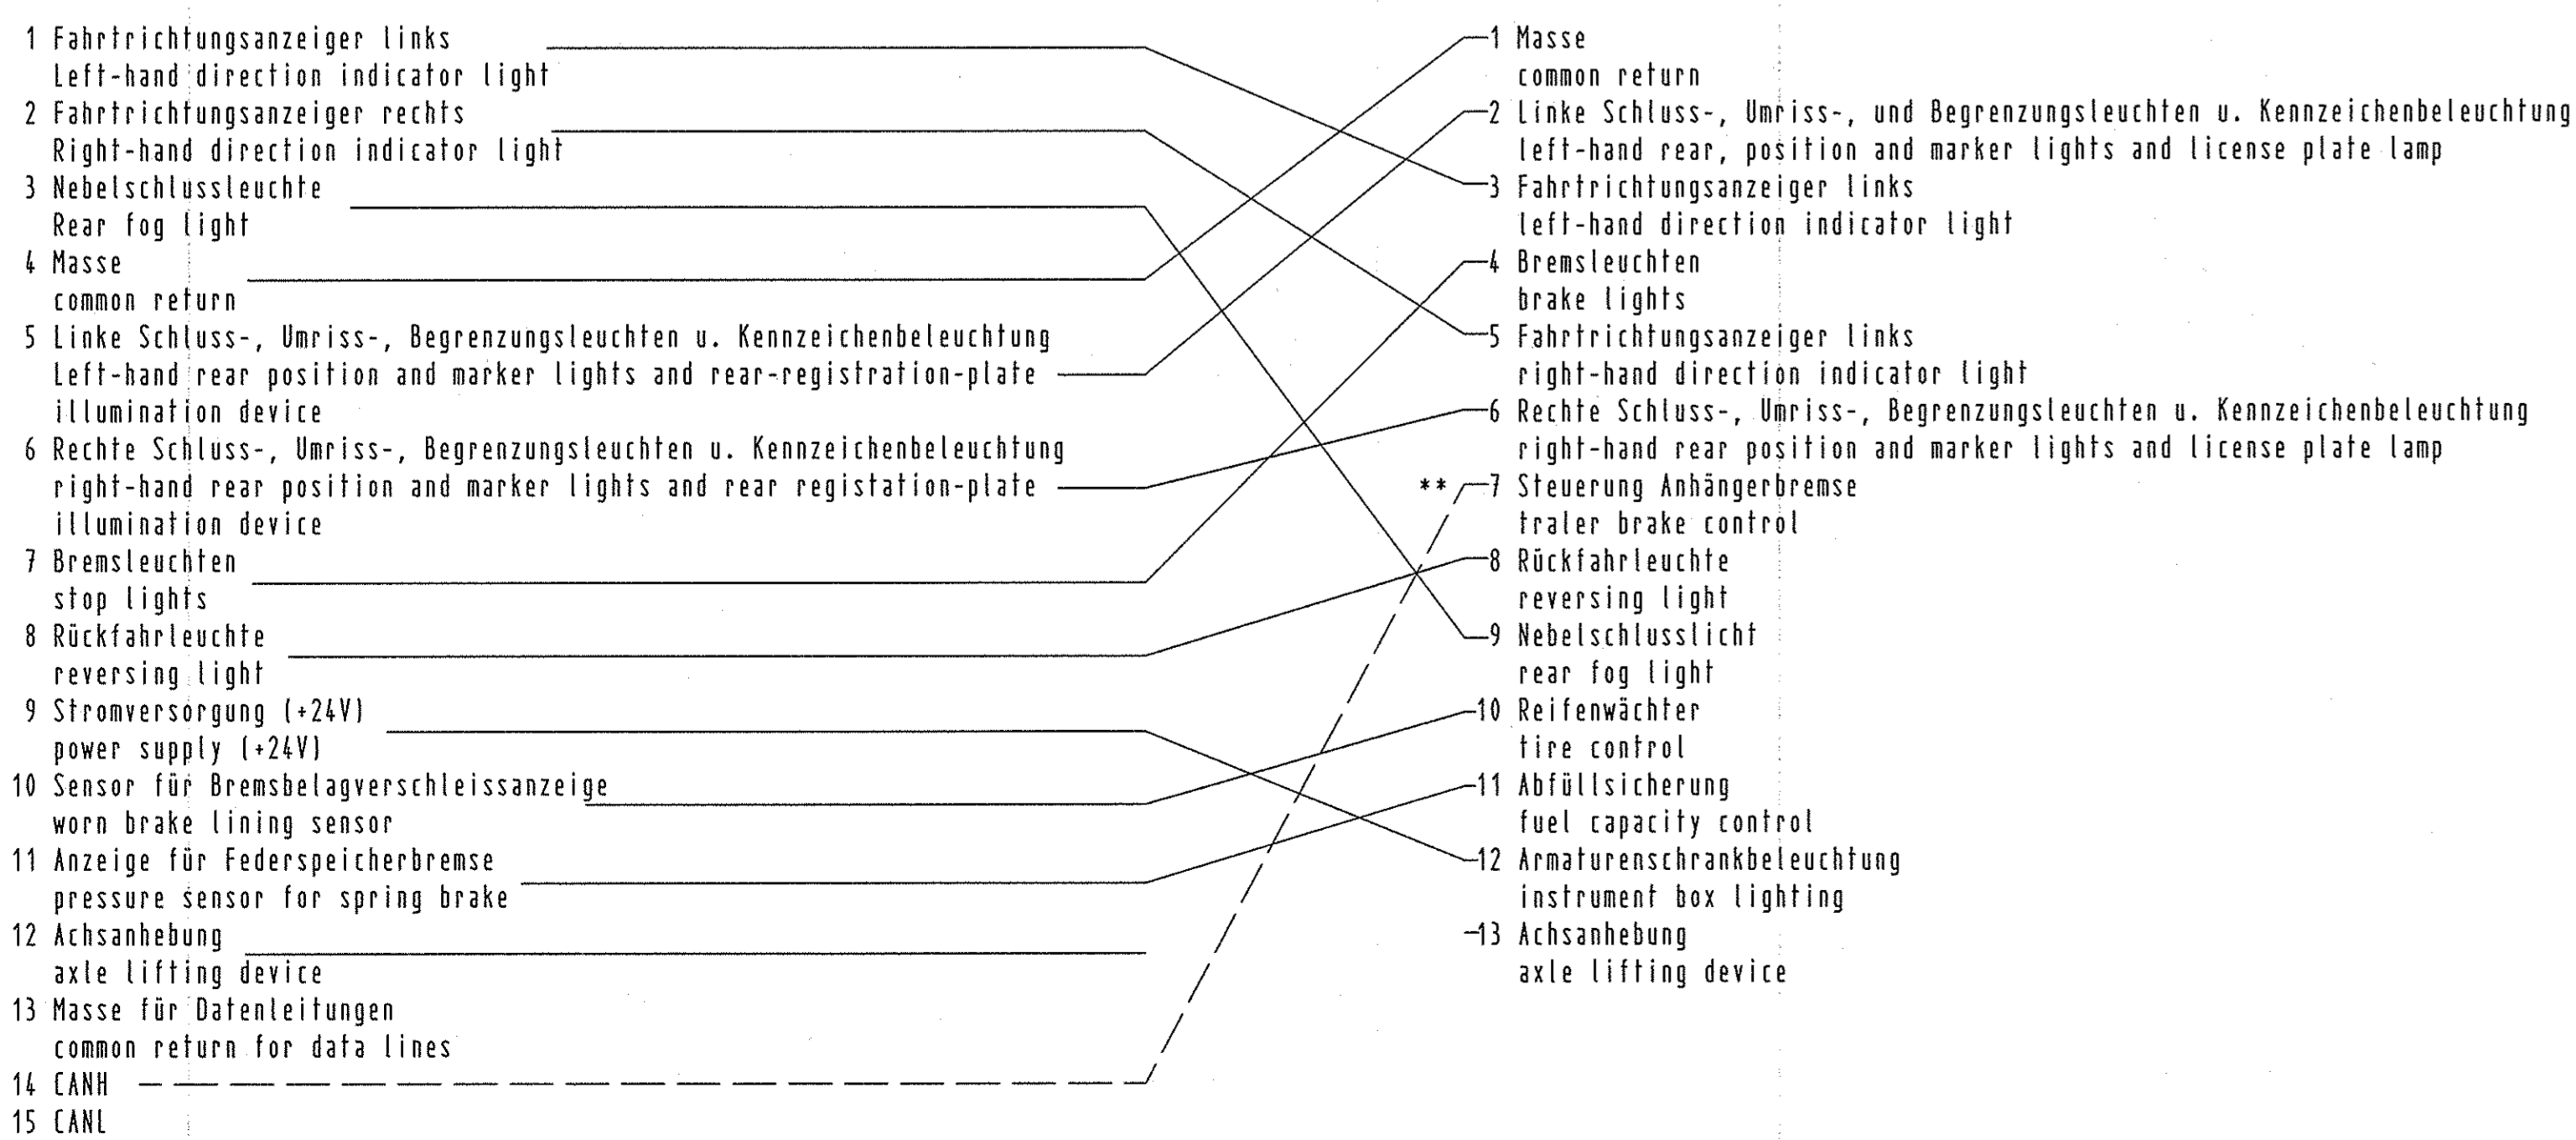 1 Fahrtrichtungsanzeiger links
Left-hand direction indicator light
2 Fahrtrichtungsanzeiger rechts
Right-hand direction indicator light
3 Nebelschlussleuchte
Rear fog light
4 Masse
common return
5 Linke Schluss-, Umriss-, Begrenzungsleuchten u. Kennzeichenbeleuchtung
Left-hand rear position and marker lights and rear-registration-plate
illumination device
6 Rechte Schluss-, Umriss-, Begrenzungsleuchten u. Kennzeichenbeleuchtung
right-hand rear position and marker lights and rear registation-plate
illumination device
7 Bremsleuchten
stop lights
8 Rückfahrleuchte
reversing light
9 Stromversorgung (+24V)
power supply (+24V)
10 Sensor für Bremsbelagverschleissanzeige
worn brake lining sensor
11 Anzeige für Federspeicherbremse
pressure sensor for spring brake
12 Achsanhebung
axle lifting device
13 Masse für Datenleitungen
common return for data lines
14 CANH
15 CANL
1 Masse
common return
2 Linke Schluss-, Umriss-, und Begrenzungsleuchten u. Kennzeichenbeleuchtung
left-hand rear, position and marker lights and license plate lamp
3 Fahrtrichtungsanzeiger links
left-hand direction indicator light
4 Bremsleuchten
brake lights
5 Fahrtrichtungsanzeiger links
right-hand direction indicator light
6 Rechte Schluss-, Umriss-, Begrenzungsleuchten u. Kennzeichenbeleuchtung
right-hand rear position and marker lights and license plate lamp
** 7 Steuerung Anhängerbremse
traler brake control
8 Rückfahrleuchte
reversing light
9 Nebelschlusslicht
rear fog light
10 Reifenwächter
tire control
11 Abfüllsicherung
fuel capacity control
12 Armaturenschrankbeleuchtung
instrument box lighting
13 Achsanhebung
axle lifting device